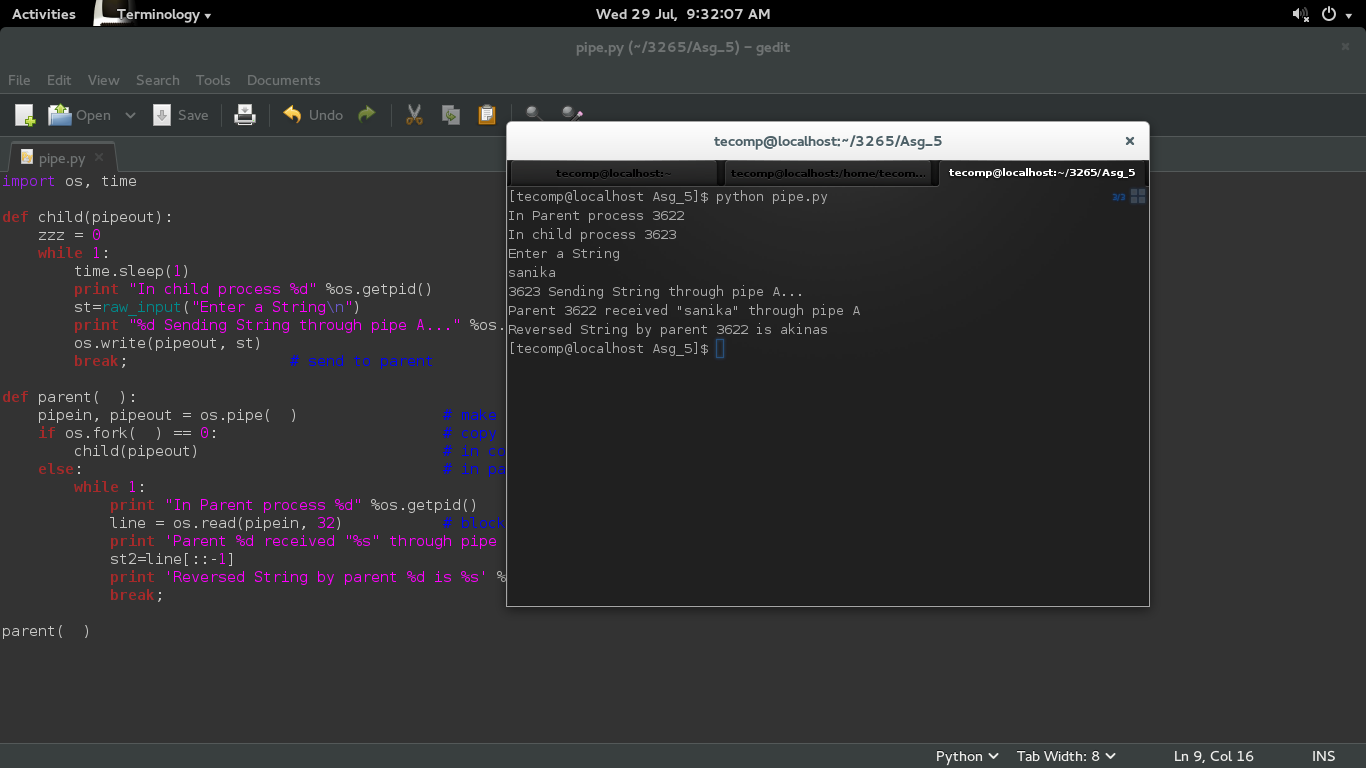 Activities Terminology Wed 29 Jul, 9:32:07 AM
pipe.py (~/3265/Asg_5) – gedit
File Edit View Search Tools Documents
Open Save Undo
pipe.py
import os, time
def child(pipeout):
    zzz = 0
    while 1:
        time.sleep(1)
        print "In child process %d" %os.getpid()
        st=raw_input("Enter a String\n")
        print "%d Sending String through pipe A..." %os.
        os.write(pipeout, st)
        break;                  # send to parent
def parent(  ):
    pipein, pipeout = os.pipe(  )                # make
    if os.fork(  ) == 0:                         # copy
        child(pipeout)                           # in co
    else:                                        # in pa
        while 1:
            print "In Parent process %d" %os.getpid()
            line = os.read(pipein, 32)           # block
            print 'Parent %d received "%s" through pipe
            st2=line[::-1]
            print 'Reversed String by parent %d is %s' %
            break;
parent(  )
tecomp@localhost:~/3265/Asg_5
tecomp@localhost:~ tecomp@localhost:/home/tecom... tecomp@localhost:~/3265/Asg_5
[tecomp@localhost Asg_5]$ python pipe.py
3/3
In Parent process 3622
In child process 3623
Enter a String
sanika
3623 Sending String through pipe A...
Parent 3622 received "sanika" through pipe A
Reversed String by parent 3622 is akinas
[tecomp@localhost Asg_5]$
Python Tab Width: 8 Ln 9, Col 16 INS